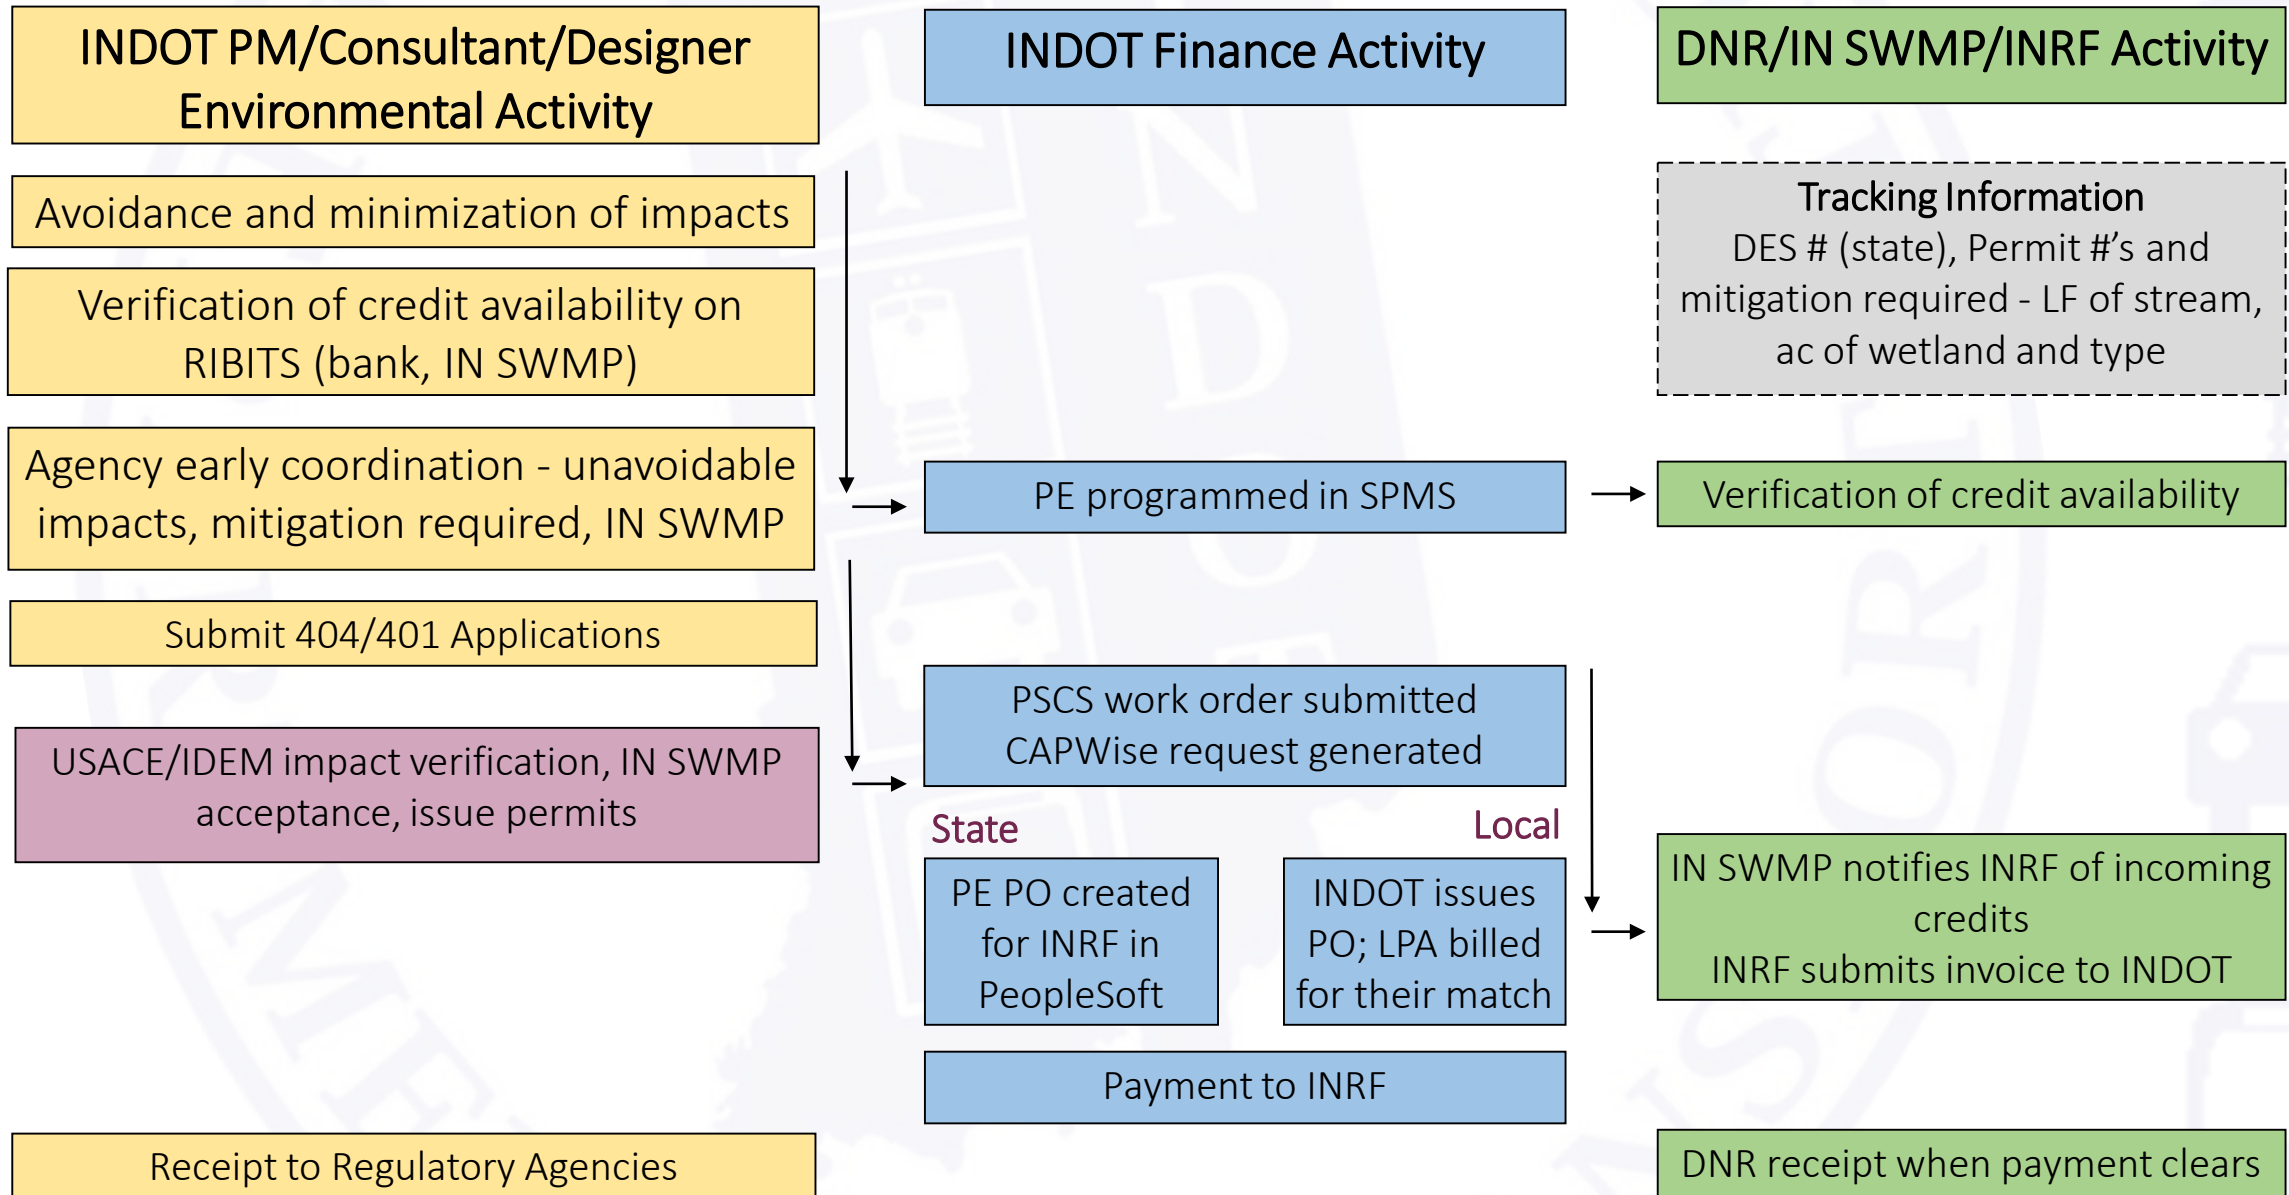 INDOT PM/Consultant/Designer
Environmental Activity
Avoidance and minimization of impacts
Verification of credit availability on
RIBITS (bank, IN SWMP)
Agency early coordination - unavoidable
impacts, mitigation required, IN SWMP
Submit 404/401 Applications
USACE/IDEM impact verification, IN SWMP
acceptance, issue permits
Receipt to Regulatory Agencies
INDOT Finance Activity
PE programmed in SPMS
PSCS work order submitted
CAPWise request generated
State
Local
PE PO created
for INRF in
PeopleSoft
INDOT issues
PO; LPA billed
for their match
Payment to INRF
DNR/IN SWMP/INRF Activity
Tracking Information
DES # (state), Permit #’s and
mitigation required - LF of stream,
ac of wetland and type
Verification of credit availability
IN SWMP notifies INRF of incoming
credits
INRF submits invoice to INDOT
DNR receipt when payment clears